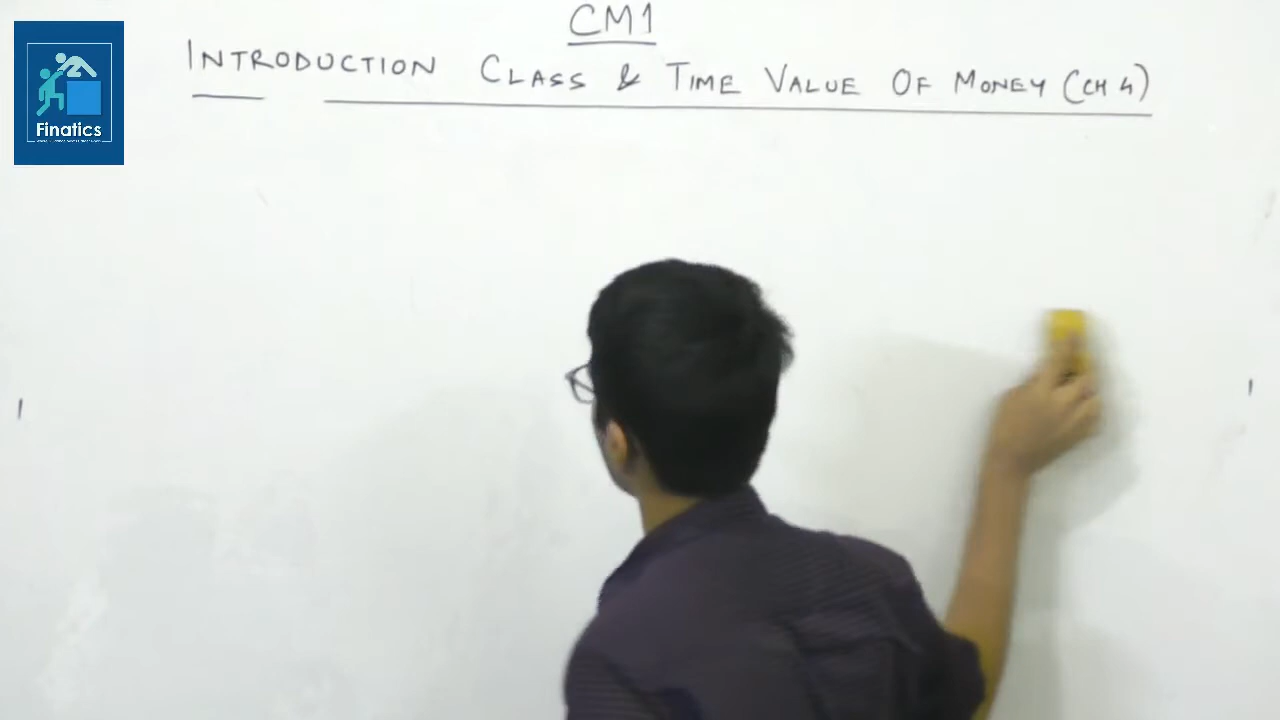 CM1
INTRODUCTION CLASS & TIME VALUE OF MONEY (CH 4)
Finatics